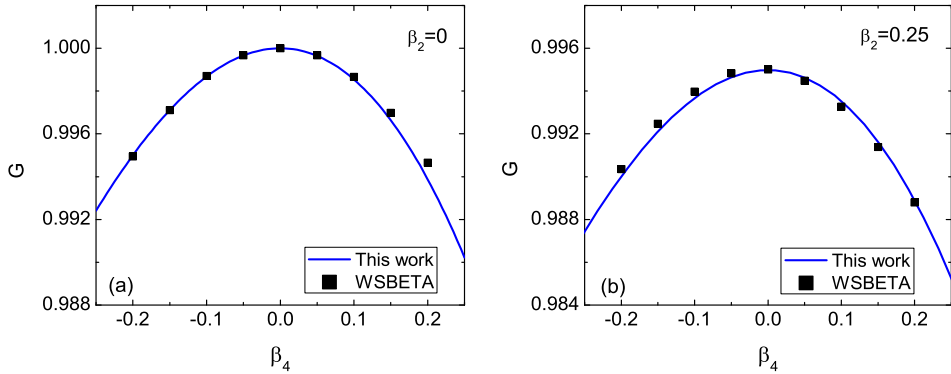 1.000
0.996
0.992
0.988
G
β₂=0
This work
WSBETA
(a)
-0.2 -0.1 0.0 0.1 0.2
β₄
0.996
0.992
0.988
0.984
G
β₂=0.25
This work
WSBETA
(b)
-0.2 -0.1 0.0 0.1 0.2
β₄